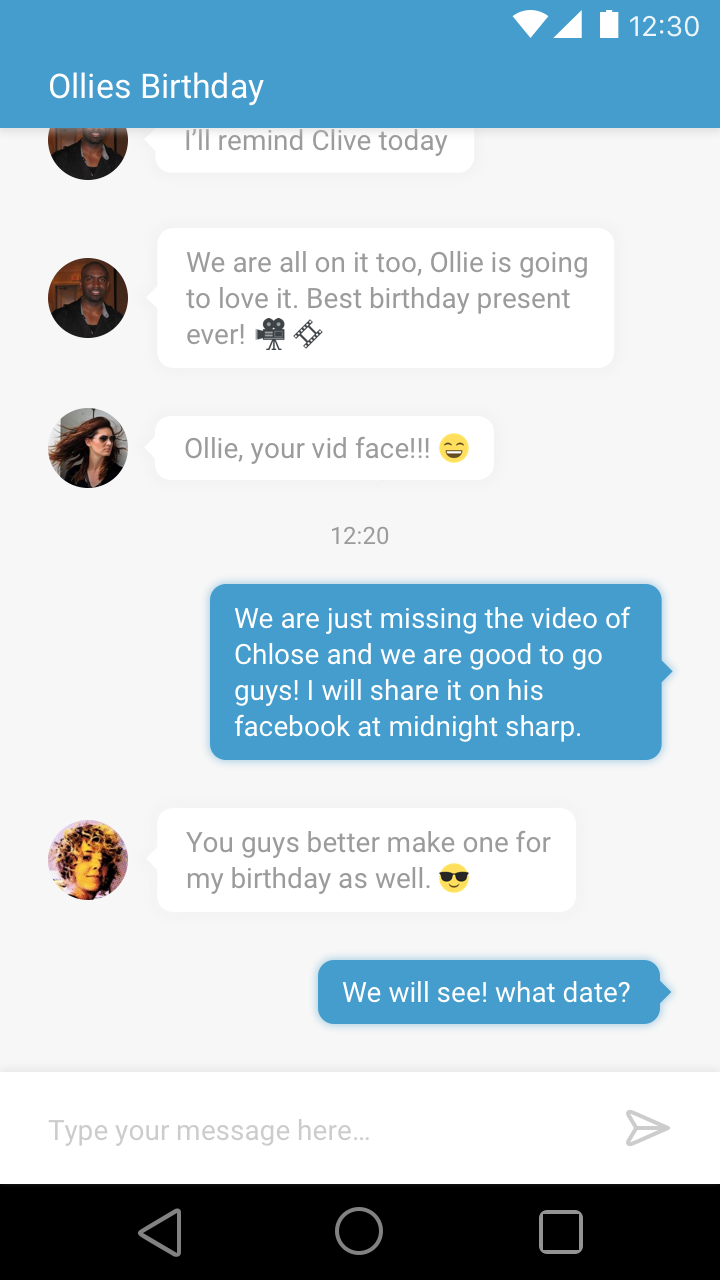 12:30
Ollies Birthday
I’ll remind Clive today
We are all on it too, Ollie is going
to love it. Best birthday present
ever! 🎥 🎞
Ollie, your vid face!!! 😄
12:20
We are just missing the video of
Chlose and we are good to go
guys! I will share it on his
facebook at midnight sharp.
You guys better make one for
my birthday as well. 😎
We will see! what date?
Type your message here…